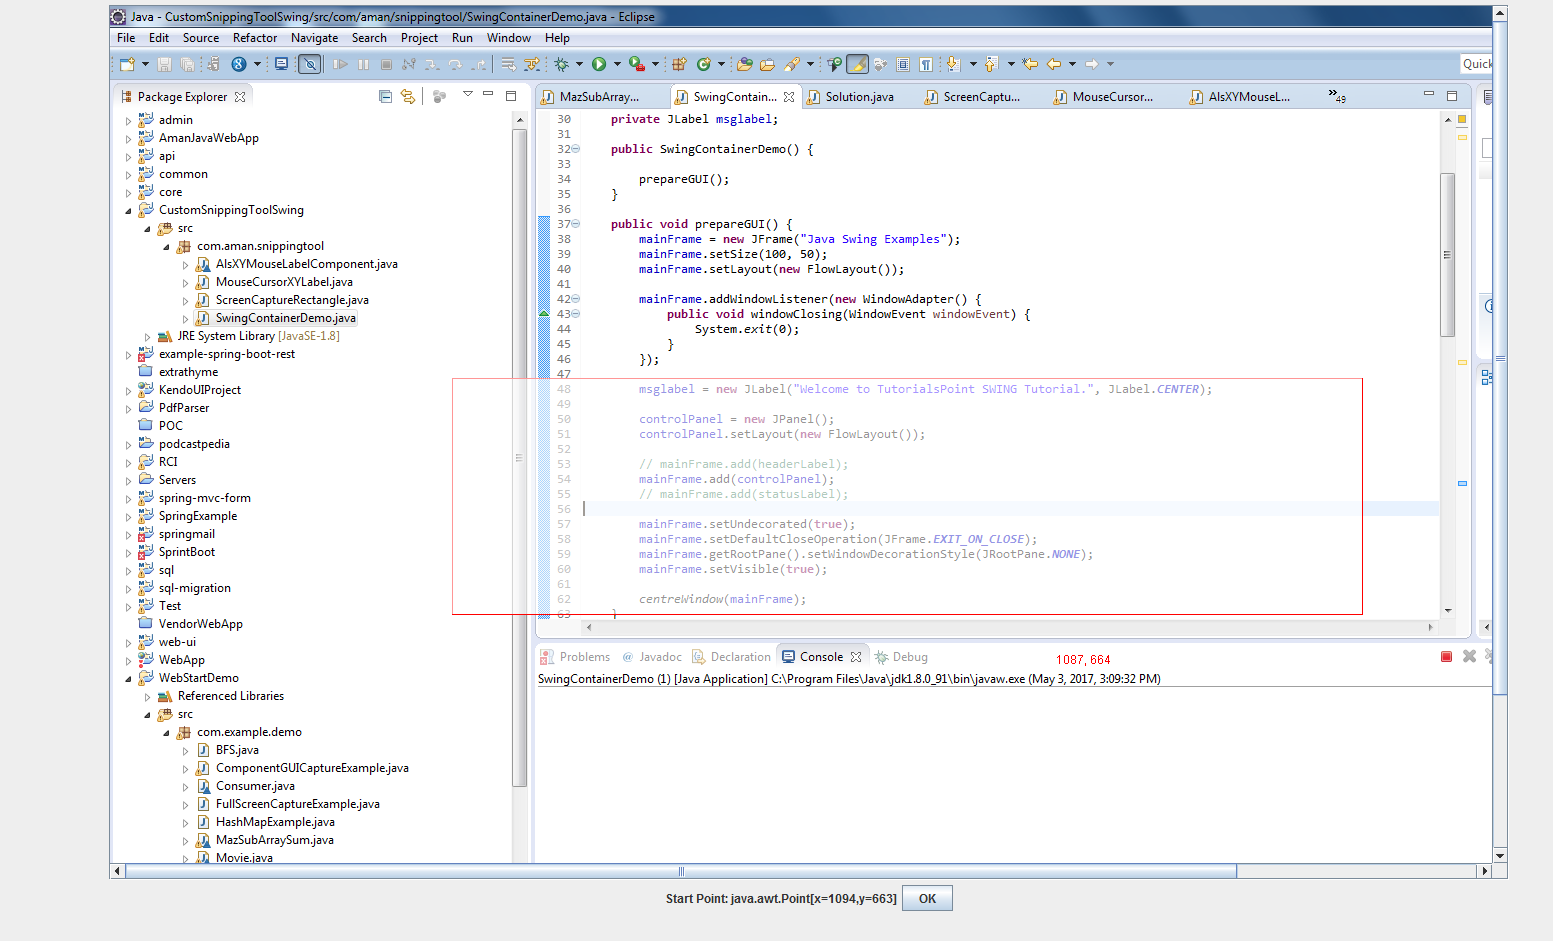 Java - CustomSnippingToolSwing/src/com/aman/snippingtool/SwingContainerDemo.java - Eclipse
File Edit Source Refactor Navigate Search Project Run Window Help
Quick
Package Explorer
admin
AmanJavaWebApp
api
common
core
CustomSnippingToolSwing
src
com.aman.snippingtool
AlsXYMouseLabelComponent.java
MouseCursorXYLabel.java
ScreenCaptureRectangle.java
SwingContainerDemo.java
JRE System Library [JavaSE-1.8]
example-spring-boot-rest
extrathyme
KendoUIProject
PdfParser
POC
podcastpedia
RCI
Servers
spring-mvc-form
SpringExample
springmail
SprintBoot
sql
sql-migration
Test
VendorWebApp
web-ui
WebApp
WebStartDemo
Referenced Libraries
src
com.example.demo
BFS.java
ComponentGUICaptureExample.java
Consumer.java
FullScreenCaptureExample.java
HashMapExample.java
MazSubArraySum.java
Movie.java
MazSubArray... SwingContain... Solution.java ScreenCaptu... MouseCursor... AlsXYMouseL... »49
30 private JLabel msglabel;
31
32 public SwingContainerDemo() {
33
34 prepareGUI();
35 }
36
37 public void prepareGUI() {
38 mainFrame = new JFrame("Java Swing Examples");
39 mainFrame.setSize(100, 50);
40 mainFrame.setLayout(new FlowLayout());
41
42 mainFrame.addWindowListener(new WindowAdapter() {
43 public void windowClosing(WindowEvent windowEvent) {
44 System.exit(0);
45 }
46 });
47
48 msglabel = new JLabel("Welcome to TutorialsPoint SWING Tutorial.", JLabel.CENTER);
49
50 controlPanel = new JPanel();
51 controlPanel.setLayout(new FlowLayout());
52
53 // mainFrame.add(headerLabel);
54 mainFrame.add(controlPanel);
55 // mainFrame.add(statusLabel);
56
57 mainFrame.setUndecorated(true);
58 mainFrame.setDefaultCloseOperation(JFrame.EXIT_ON_CLOSE);
59 mainFrame.getRootPane().setWindowDecorationStyle(JRootPane.NONE);
60 mainFrame.setVisible(true);
61
62 centreWindow(mainFrame);
63 }
Problems @ Javadoc Declaration Console Debug
1087, 664
SwingContainerDemo (1) [Java Application] C:\Program Files\Java\jdk1.8.0_91\bin\javaw.exe (May 3, 2017, 3:09:32 PM)
Start Point: java.awt.Point[x=1094,y=663] OK